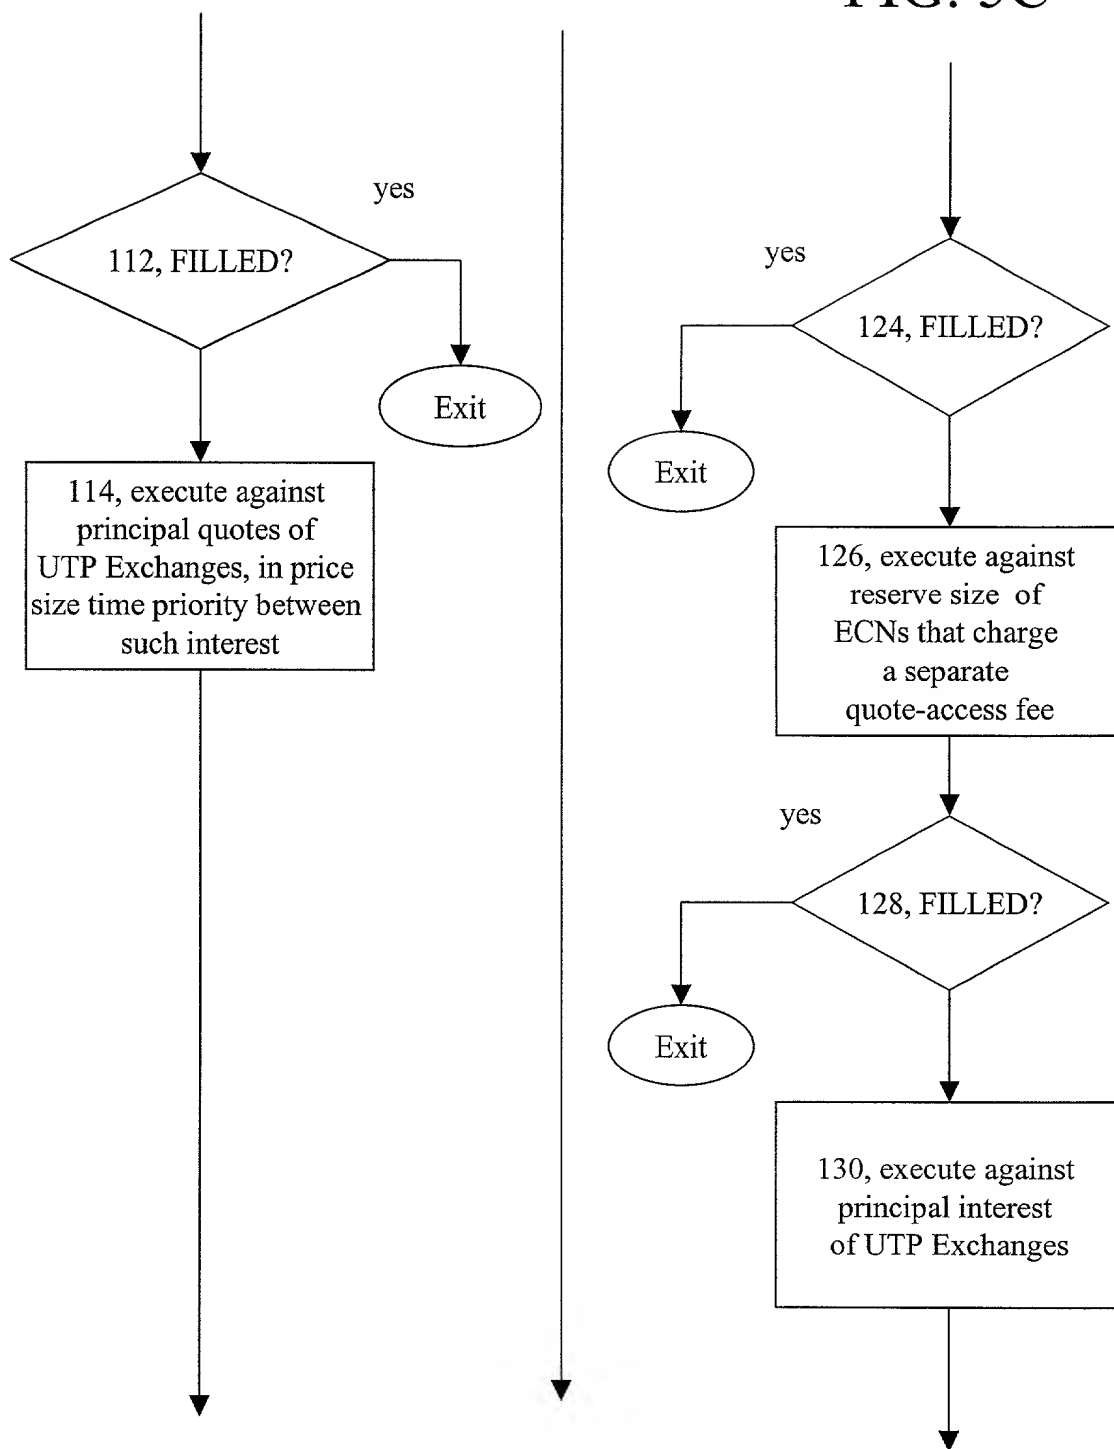 FIG. 5C
yes
112, FILLED?
Exit
114, execute against
principal quotes of
UTP Exchanges, in price
size time priority between
such interest
yes
124, FILLED?
Exit
126, execute against
reserve size of
ECNs that charge
a separate
quote-access fee
yes
128, FILLED?
Exit
130, execute against
principal interest
of UTP Exchanges